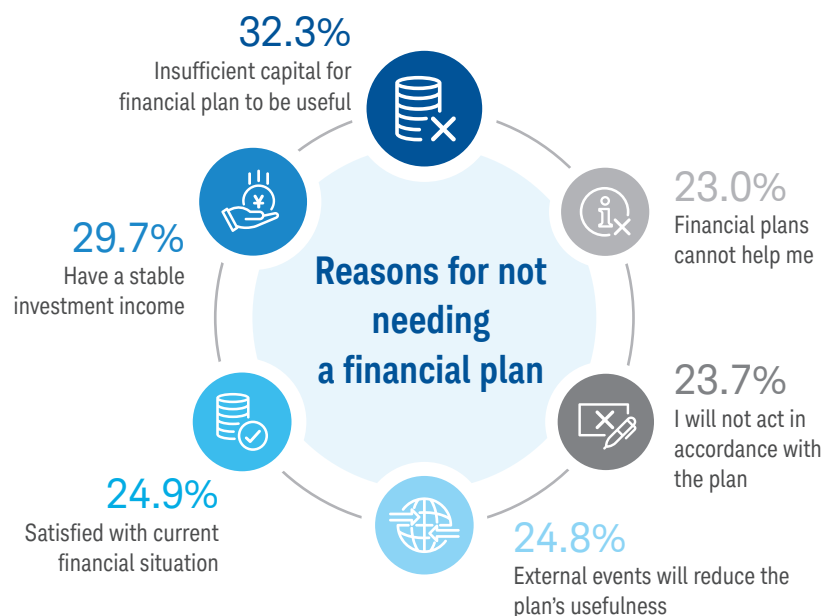 32.3%
Insufficient capital for
financial plan to be useful
¥
29.7%
Have a stable
investment income
24.9%
Satisfied with current
financial situation
Reasons for not
needing
a financial plan
i
23.0%
Financial plans
cannot help me
23.7%
I will not act in
accordance with
the plan
24.8%
External events will reduce the
plan's usefulness